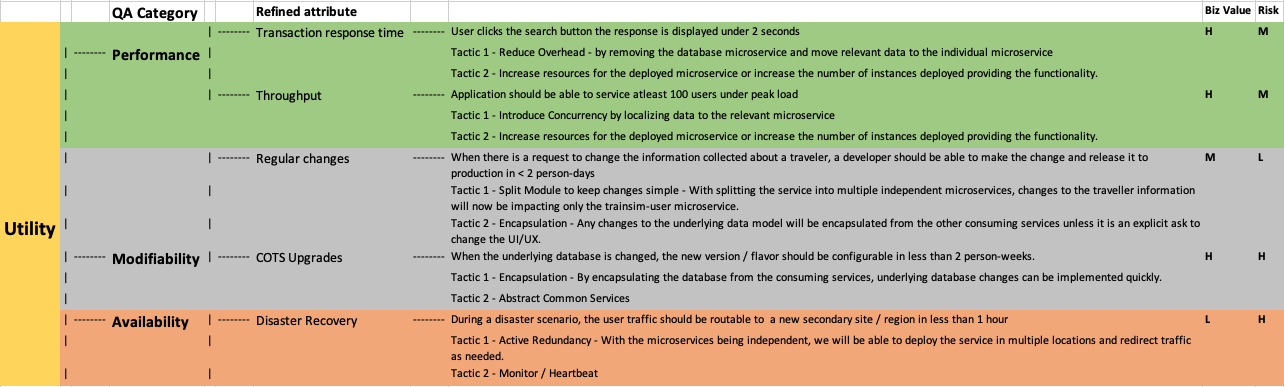 QA Category Refined attribute Biz Value Risk
Transaction response time User clicks the search button the response is displayed under 2 seconds H M
Performance Tactic 1 - Reduce Overhead - by removing the database microservice and move relevant data to the individual microservice
Tactic 2 - Increase resources for the deployed microservice or increase the number of instances deployed providing the functionality.
Throughput Application should be able to service atleast 100 users under peak load H M
Tactic 1 - Introduce Concurrency by localizing data to the relevant microservice
Tactic 2 - Increase resources for the deployed microservice or increase the number of instances deployed providing the functionality.
Regular changes When there is a request to change the information collected about a traveler, a developer should be able to make the change and release it to M L
production in < 2 person-days
Tactic 1 - Split Module to keep changes simple - With splitting the service into multiple independent microservices, changes to the traveller information
will now be impacting only the trainsim-user microservice.
Utility Tactic 2 - Encapsulation - Any changes to the underlying data model will be encapsulated from the other consuming services unless it is an explicit ask to
change the UI/UX.
Modifiability COTS Upgrades When the underlying database is changed, the new version / flavor should be configurable in less than 2 person-weeks. H H
Tactic 1 - Encapsulation - By encapsulating the database from the consuming services, underlying database changes can be implemented quickly.
Tactic 2 - Abstract Common Services
Availability Disaster Recovery During a disaster scenario, the user traffic should be routable to a new secondary site / region in less than 1 hour L H
Tactic 1 - Active Redundancy - With the microservices being independent, we will be able to deploy the service in multiple locations and redirect traffic
as needed.
Tactic 2 - Monitor / Heartbeat